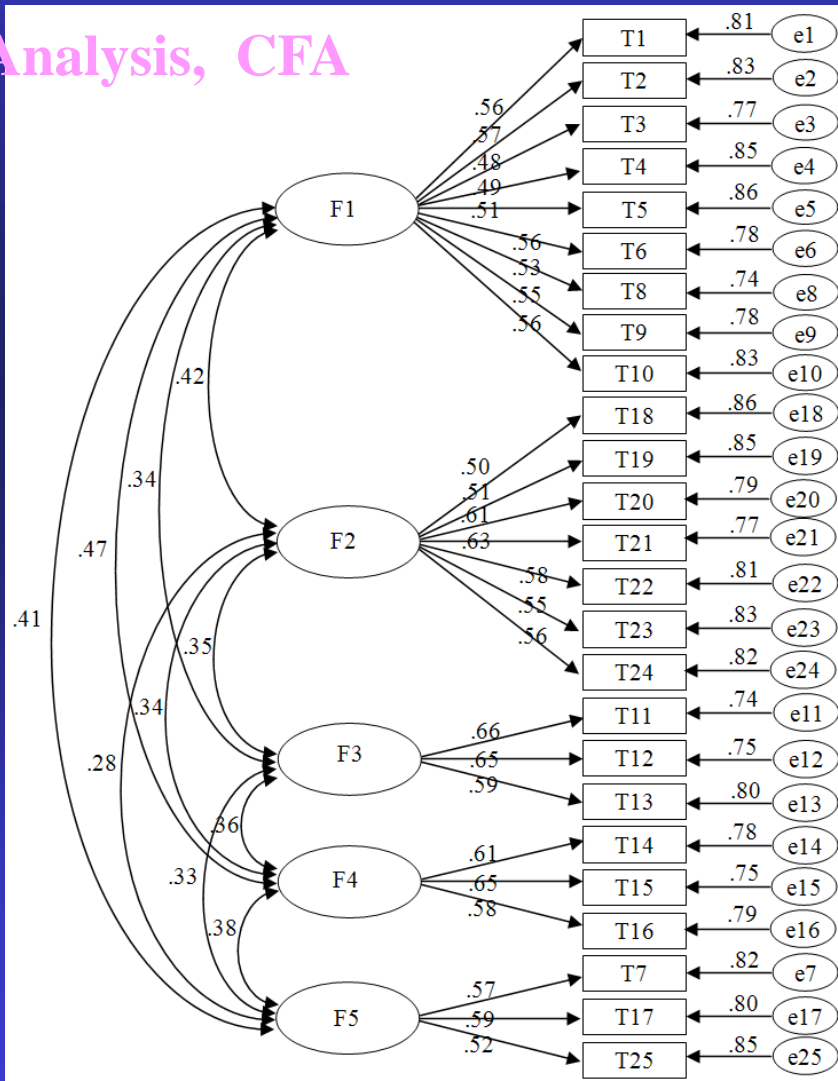 Analysis, CFA
T1 .81 e1
T2 .83 e2
T3 .77 e3
T4 .85 e4
T5 .86 e5
T6 .78 e6
T8 .74 e8
T9 .78 e9
T10 .83 e10
T18 .86 e18
T19 .85 e19
T20 .79 e20
T21 .77 e21
T22 .81 e22
T23 .83 e23
T24 .82 e24
T11 .74 e11
T12 .75 e12
T13 .80 e13
T14 .78 e14
T15 .75 e15
T16 .79 e16
T7 .82 e7
T17 .80 e17
T25 .85 e25
F1
.56
.57
.48
.49
.51
.56
.53
.55
.56
F2
.50
.51
.61
.63
.58
.55
.56
F3
.66
.65
.59
F4
.61
.65
.58
F5
.57
.59
.52
.42
.34
.47
.41
.35
.34
.28
.36
.33
.38